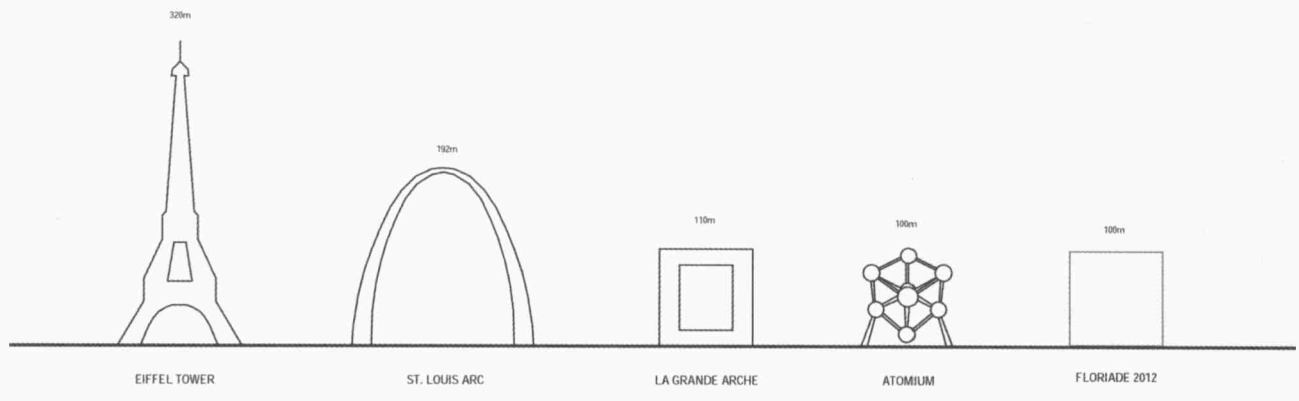 320m
192m
110m
100m
100m
EIFFEL TOWER
ST. LOUIS ARC
LA GRANDE ARCHE
ATOMIUM
FLORIADE 2012